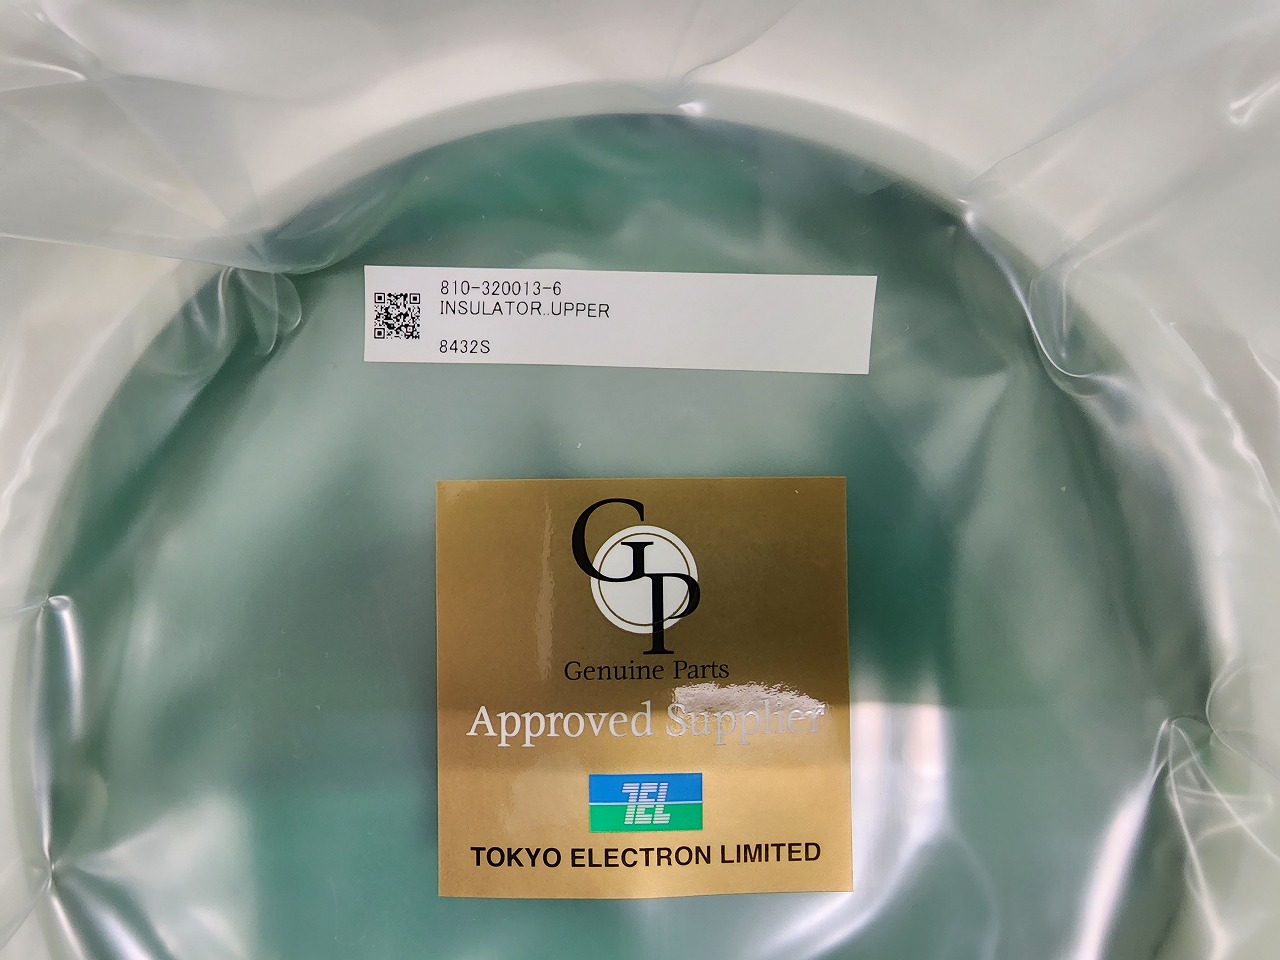 810-320013-6
INSULATOR..UPPER
8432S
GP
Genuine Parts
Approved Supplier
TEL
TOKYO ELECTRON LIMITED